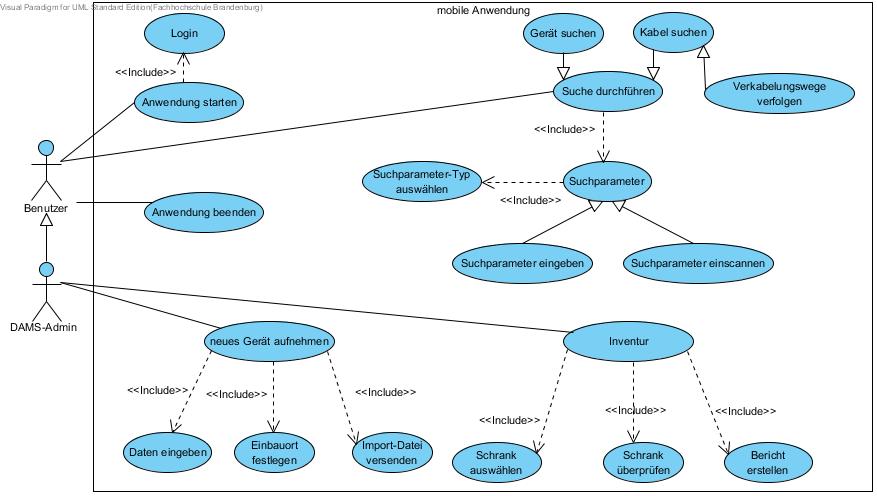 Visual Paradigm for UML Standard Edition(Fachhochschule Brandenburg)
mobile Anwendung
Login
Gerät suchen
Kabel suchen
<<Include>>
Anwendung starten
Suche durchführen
Verkabelungswege
verfolgen
<<Include>>
Suchparameter-Typ
auswählen
Suchparameter
<<Include>>
Benutzer
Anwendung beenden
Suchparameter eingeben
Suchparameter einscannen
DAMS-Admin
neues Gerät aufnehmen
Inventur
<<Include>>
<<Include>>
<<Include>>
<<Include>>
<<Include>>
<<Include>>
Daten eingeben
Einbauort
festlegen
Import-Datei
versenden
Schrank
auswählen
Schrank
überprüfen
Bericht
erstellen